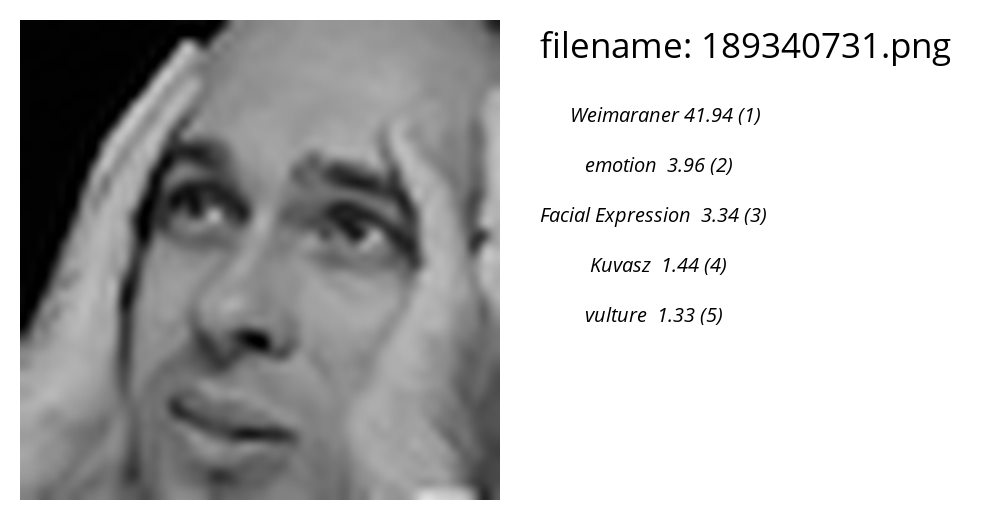 filename: 189340731.png
Weimaraner 41.94 (1)
emotion 3.96 (2)
Facial Expression 3.34 (3)
Kuvasz 1.44 (4)
vulture 1.33 (5)